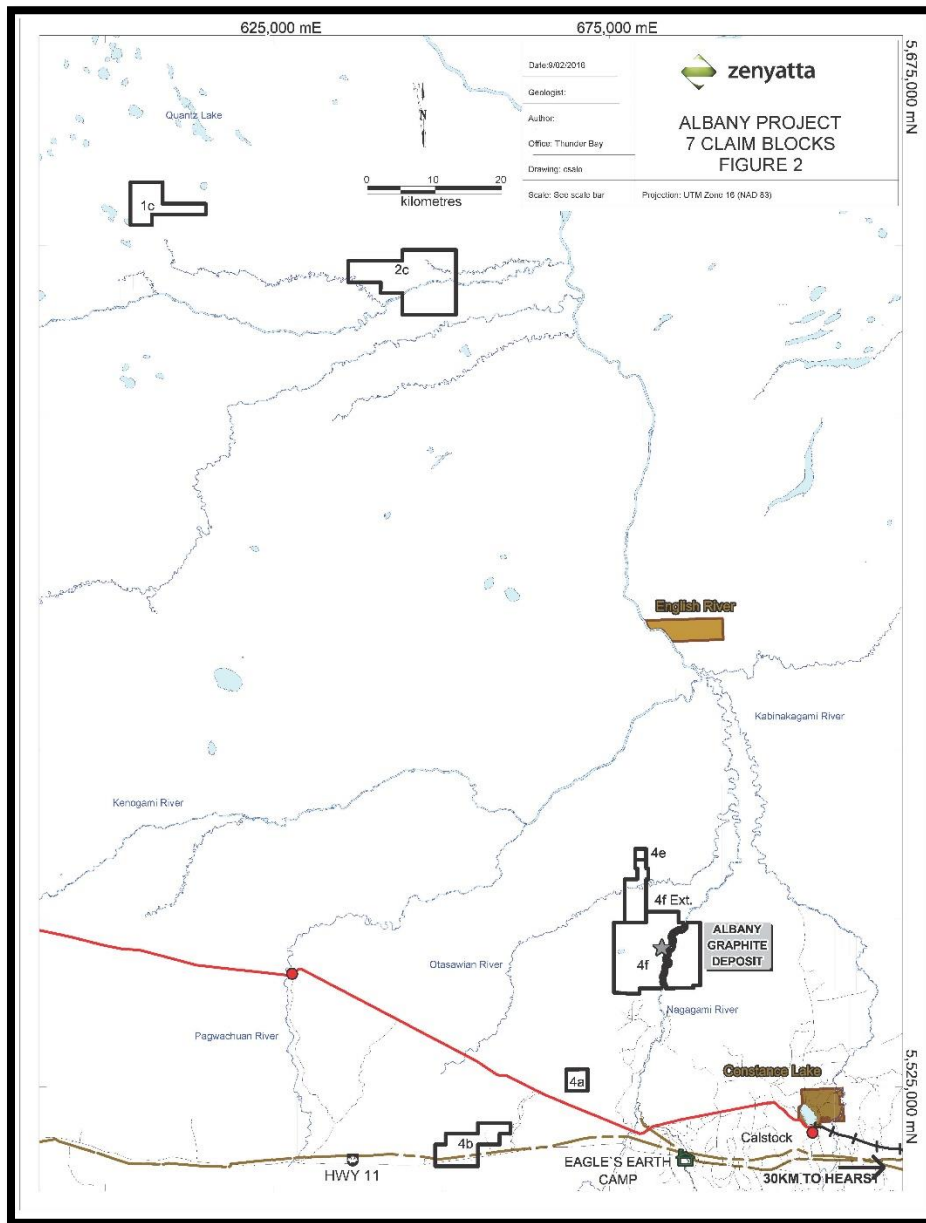 625,000 mE
675,000 mE
5,675,000 mN
Date:9/02/2016
Geologist:
Author:
Office: Thunder Bay
Drawing: csalo
Scale: See scale bar
Projection: UTM Zone 16 (NAD 83)
zenyatta
ALBANY PROJECT
7 CLAIM BLOCKS
FIGURE 2
N
0 10 20
kilometres
Quantz Lake
1c
2c
English River
Kabinakagami River
Kenogami River
4e
4f Ext.
ALBANY
GRAPHITE
DEPOSIT
4f
Otasawian River
Nagagami River
Pagwachuan River
5,525,000 mN
4a
Constance Lake
4b
Calstock
HWY 11
EAGLE`S EARTH
CAMP
30KM TO HEARST